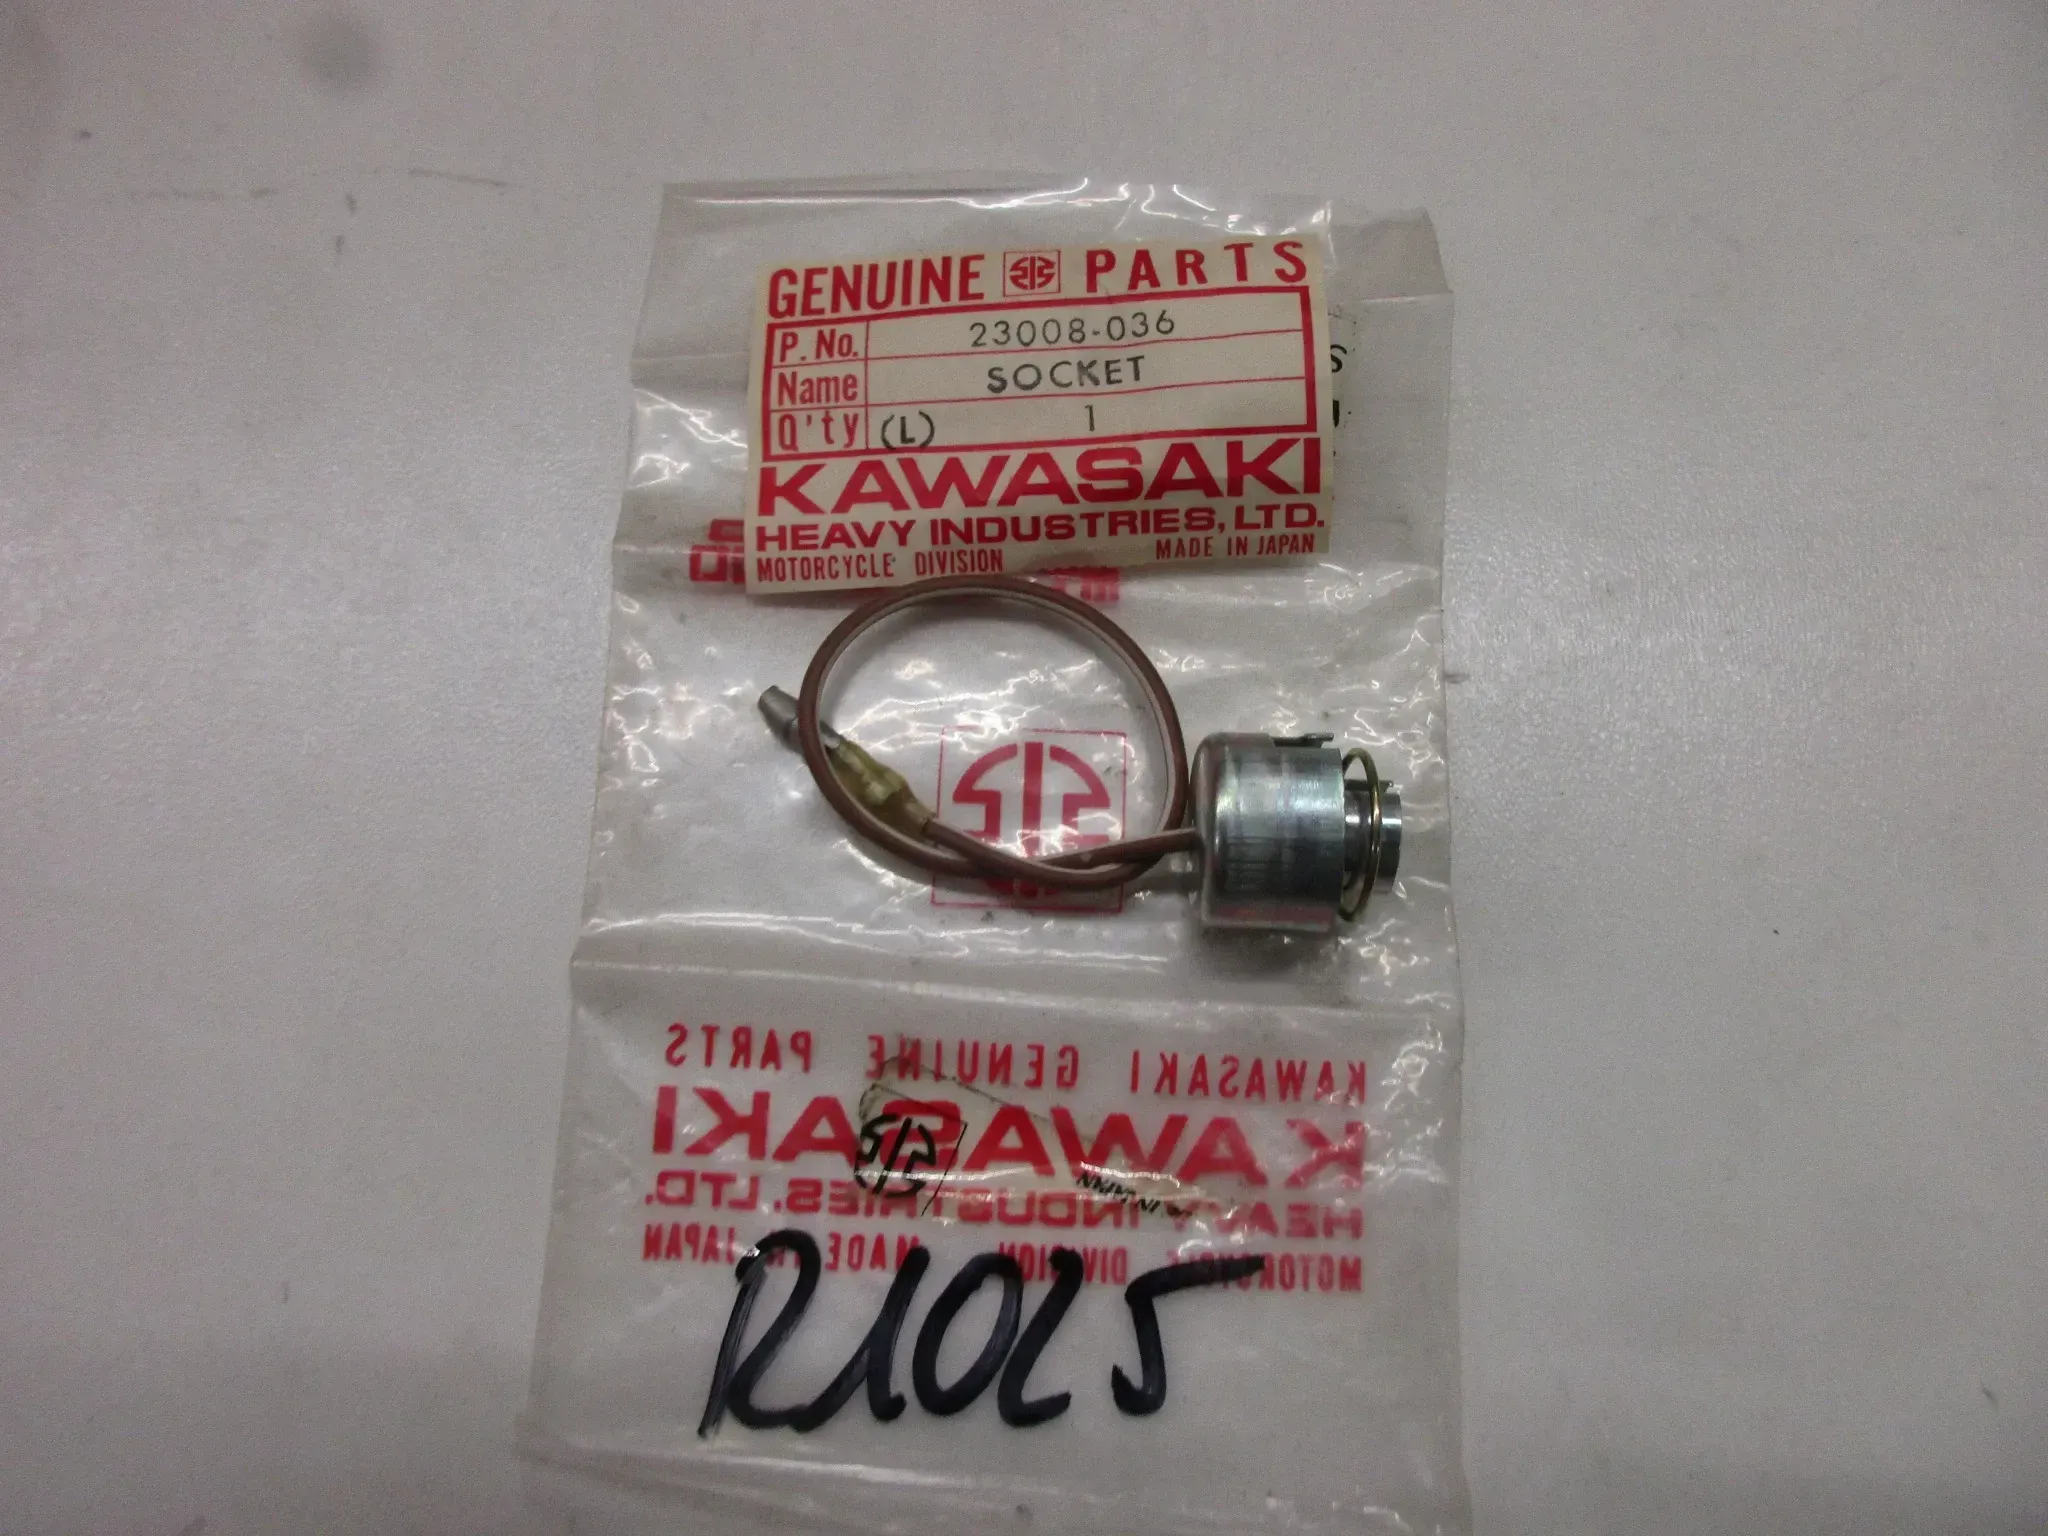 GENUINE PARTS
P. No. 23008-036
Name SOCKET
Q'ty (L) 1
KAWASAKI
HEAVY INDUSTRIES, LTD.
MOTORCYCLE DIVISION MADE IN JAPAN
KAWASAKI GENUINE PARTS
KAWASAKI
HEAVY INDUSTRIES, LTD.
MOTORCYCLE DIVISION MADE IN JAPAN
R1025